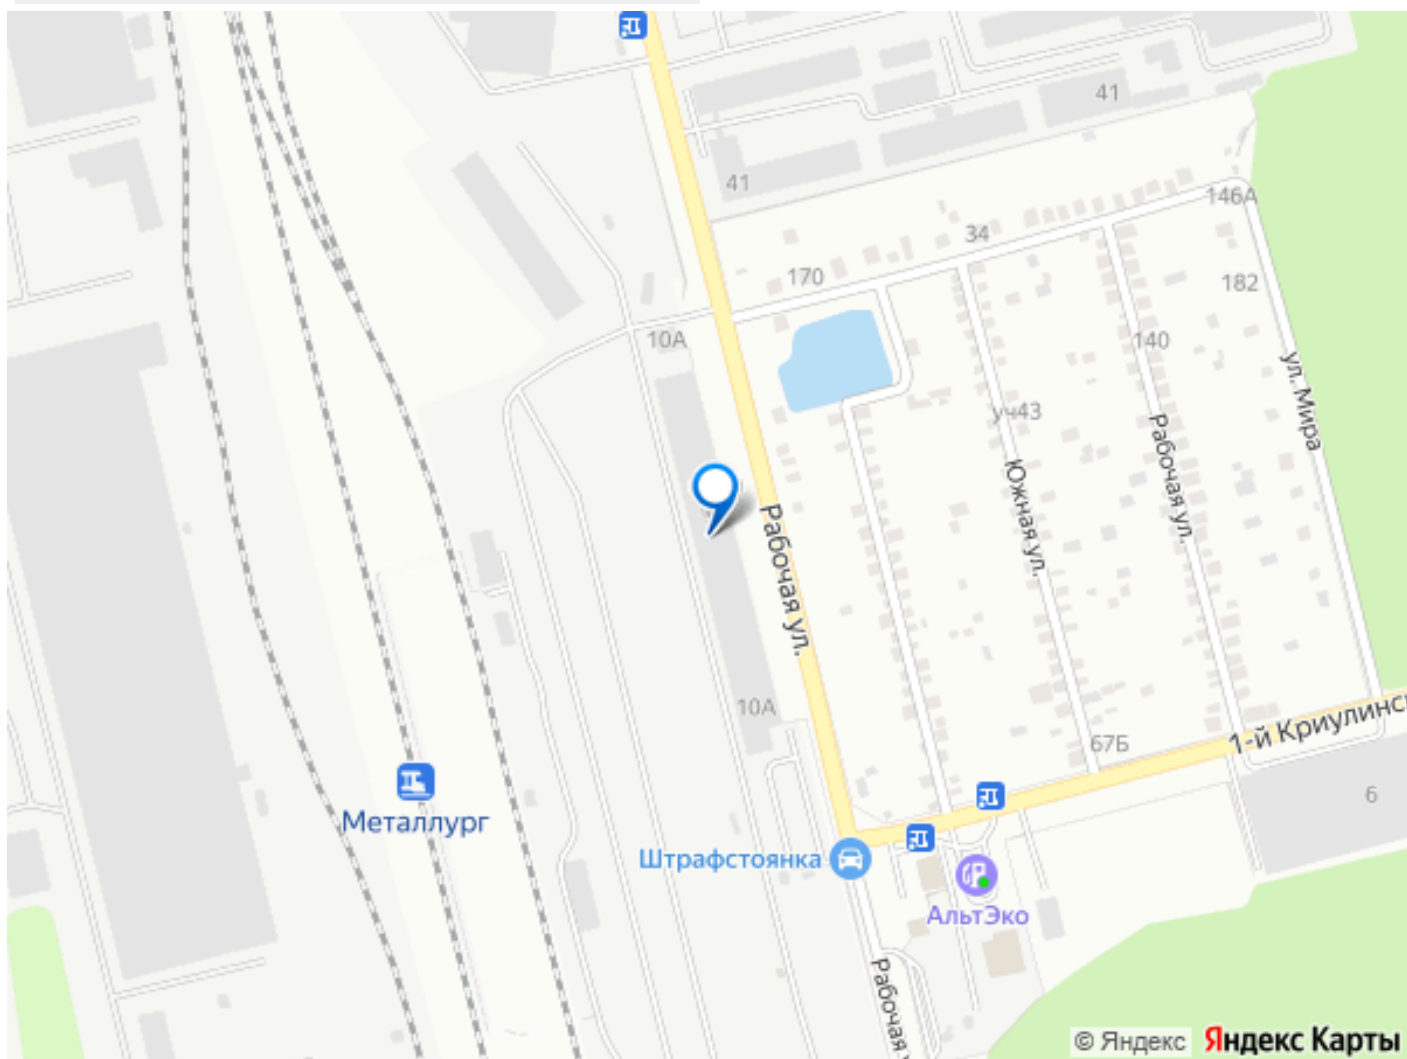 41
41
146А
34
170
182
10А
140
ул. Мира
уч43
Рабочая ул.
Южная ул.
Рабочая ул.
10А
67Б
1-й Криулинс
6
Металлург
Штрафстоянка
АльтЭко
Рабочая у
© Яндекс Яндекс Карты